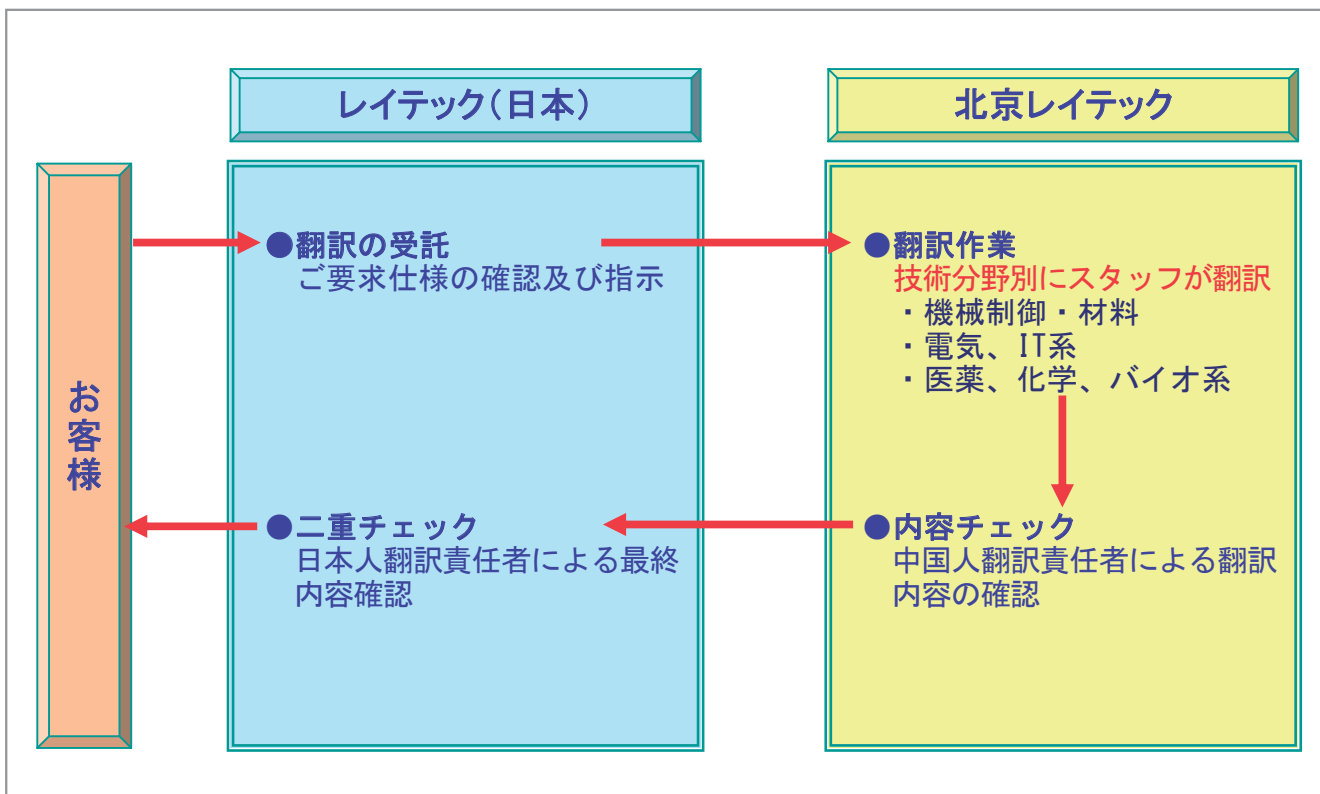 レイテック(日本)
北京レイテック
お客様
●翻訳の受託
ご要求仕様の確認及び指示
●翻訳作業
技術分野別にスタッフが翻訳
・機械制御・材料
・電気、IT系
・医薬、化学、バイオ系
●二重チェック
日本人翻訳責任者による最終
内容確認
●内容チェック
中国人翻訳責任者による翻訳
内容の確認